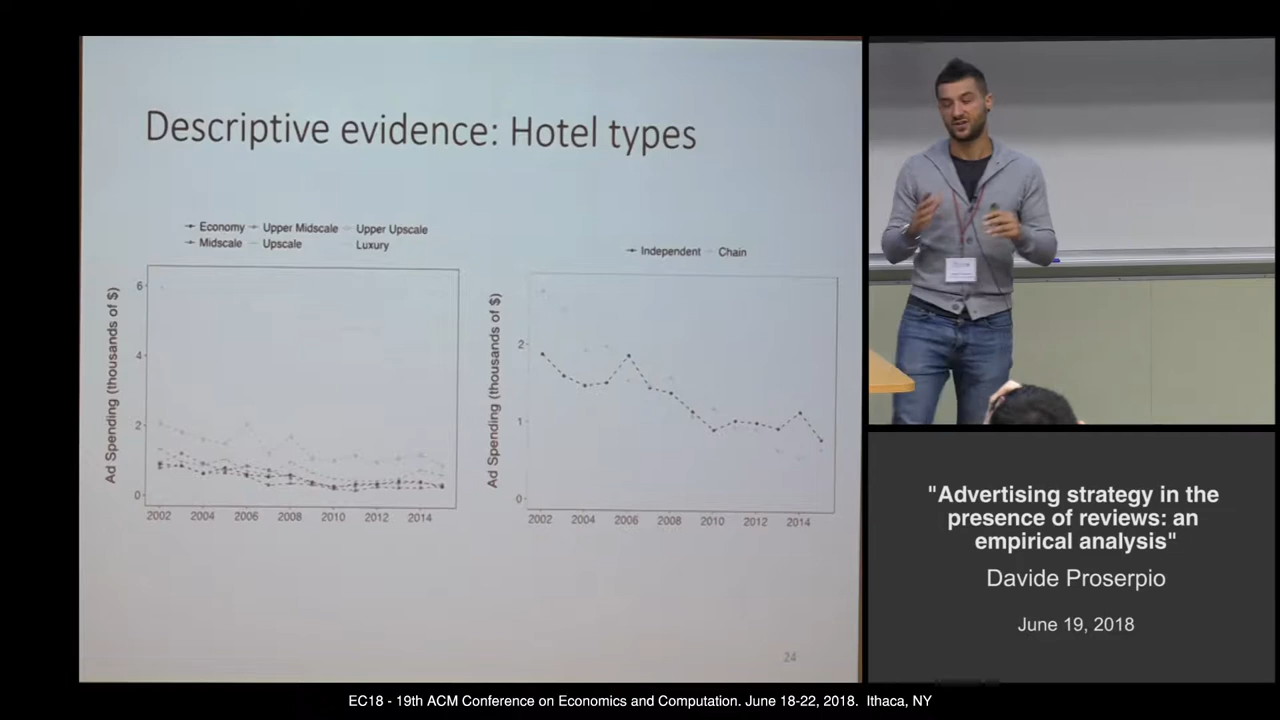 Descriptive evidence: Hotel types
Economy Upper Midscale Upper Upscale
Midscale Upscale Luxury
Ad Spending (thousands of $)
6
4
2
0
2002 2004 2006 2008 2010 2012 2014
Independent Chain
Ad Spending (thousands of $)
2
1
0
2002 2004 2006 2008 2010 2012 2014
24
"Advertising strategy in the
presence of reviews: an
empirical analysis"
Davide Proserpio
June 19, 2018
EC18 - 19th ACM Conference on Economics and Computation. June 18-22, 2018. Ithaca, NY